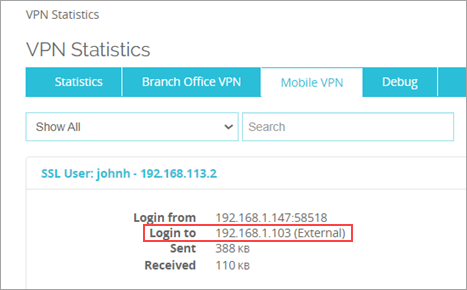 VPN Statistics
VPN Statistics
Statistics Branch Office VPN Mobile VPN Debug
Show All Search
SSL User: johnh - 192.168.113.2
Login from 192.168.1.147:58518
Login to 192.168.1.103 (External)
Sent 388 KB
Received 110 KB